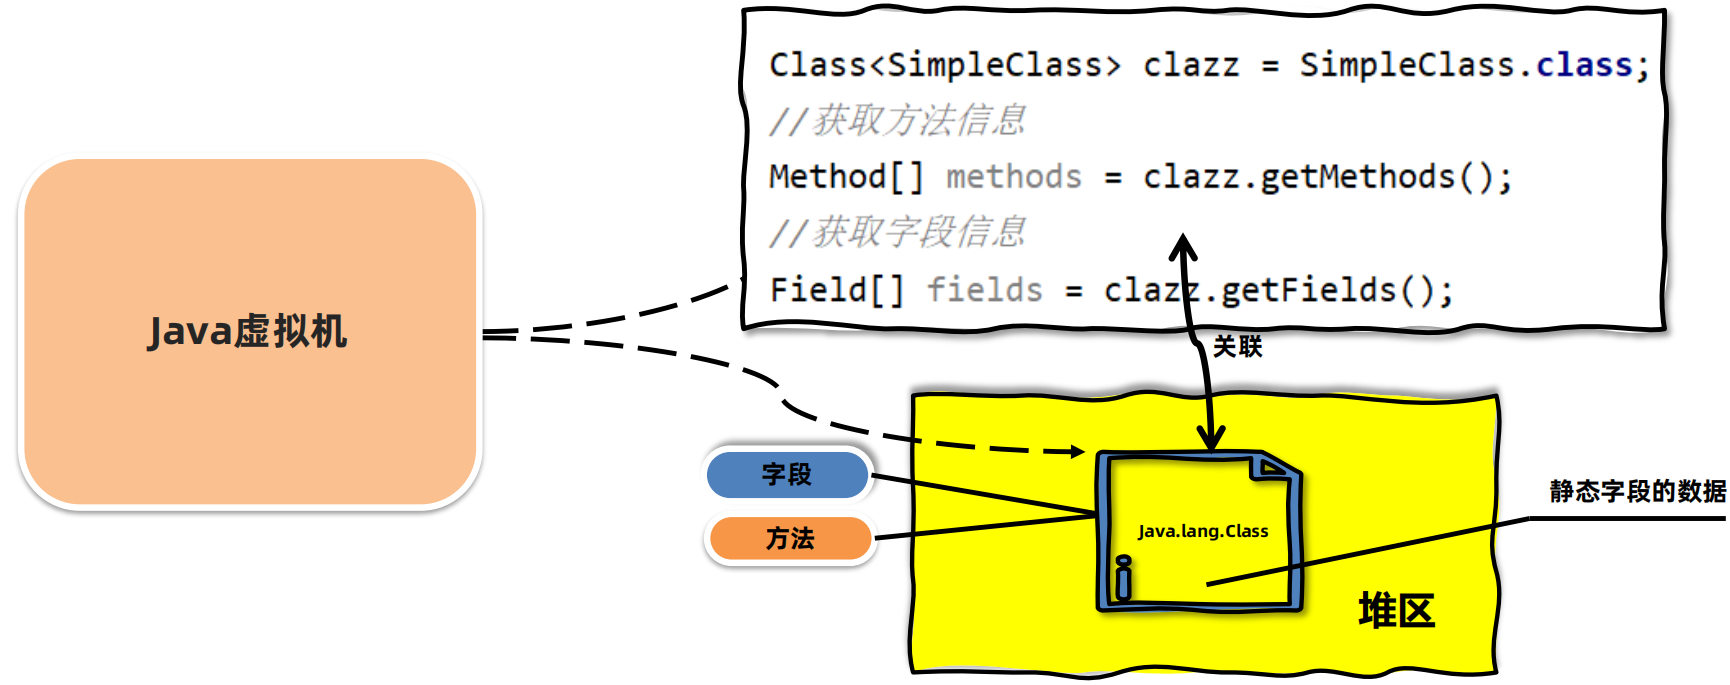 Class<SimpleClass> clazz = SimpleClass.class;
//获取方法信息
Method[] methods = clazz.getMethods();
//获取字段信息
Field[] fields = clazz.getFields();
Java虚拟机
关联
字段
方法
Java.lang.Class
静态字段的数据
堆区